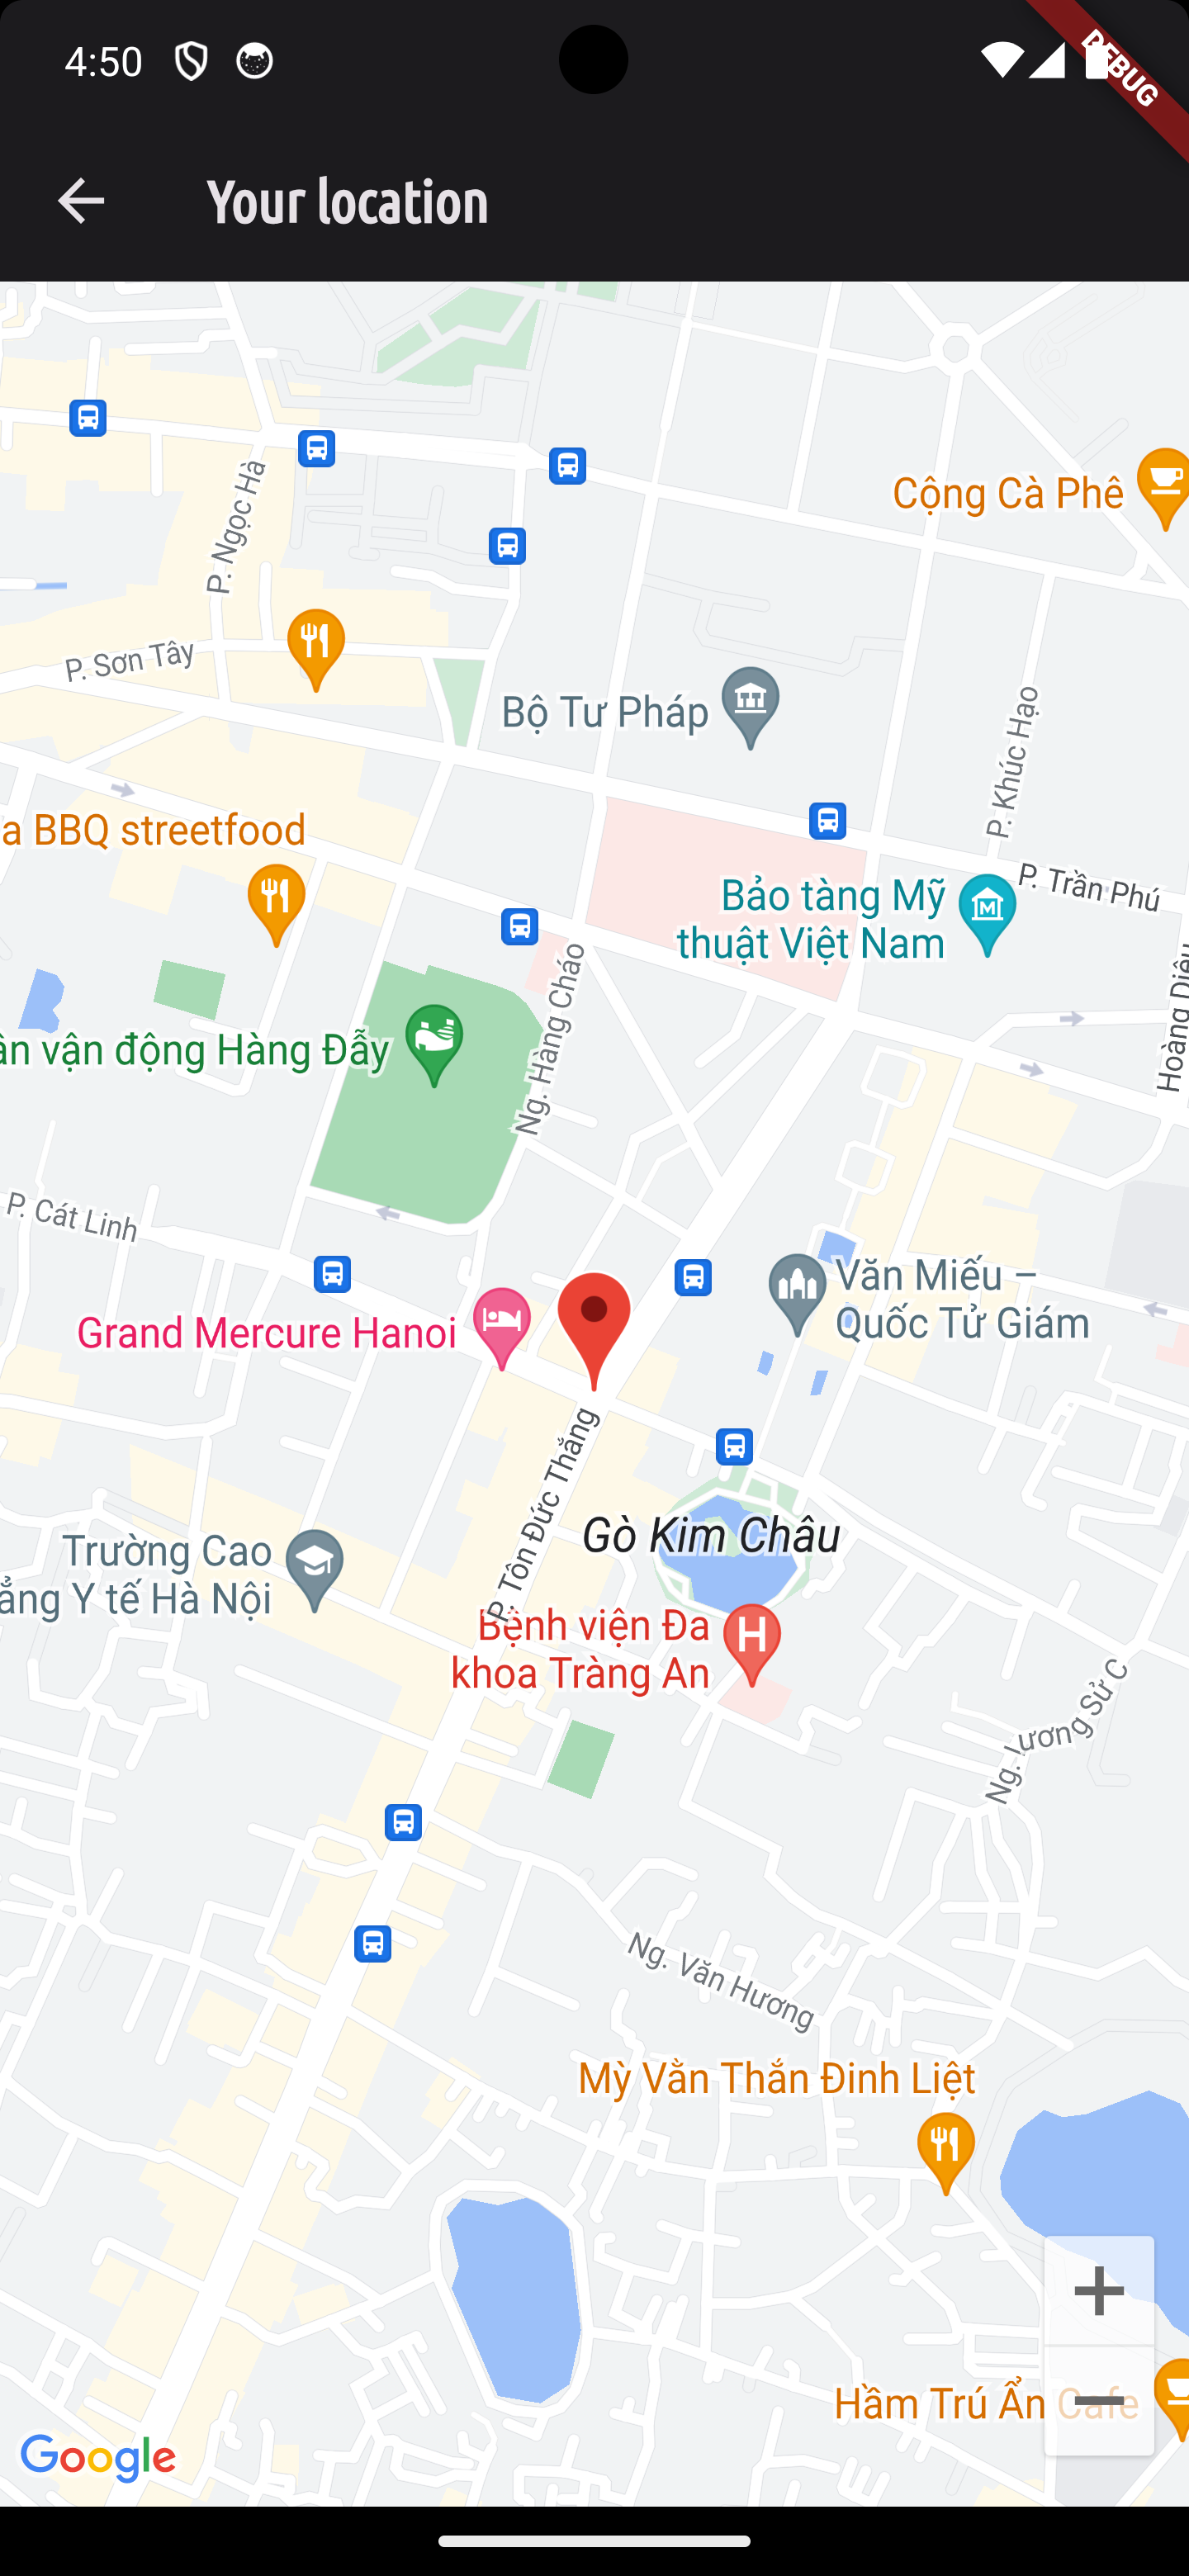 4:50
DEBUG
Your location
P. Ngọc Hà
Cộng Cà Phê
P. Sơn Tây
Bộ Tư Pháp
P. Khúc Hạo
a BBQ streetfood
P. Trần Phú
Bảo tàng Mỹ
thuật Việt Nam
Hoàng Diệu
Ng. Hàng Cháo
ân vận động Hàng Đẫy
P. Cát Linh
Văn Miếu –
Quốc Tử Giám
Grand Mercure Hanoi
P. Tôn Đức Thắng
Gò Kim Châu
Trường Cao
ẳng Y tế Hà Nội
Bệnh viện Đa
khoa Tràng An
H
Ng. Lương Sử C
Ng. Văn Hương
Mỳ Vằn Thắn Đinh Liệt
Hầm Trú Ẩn Cafe
Google